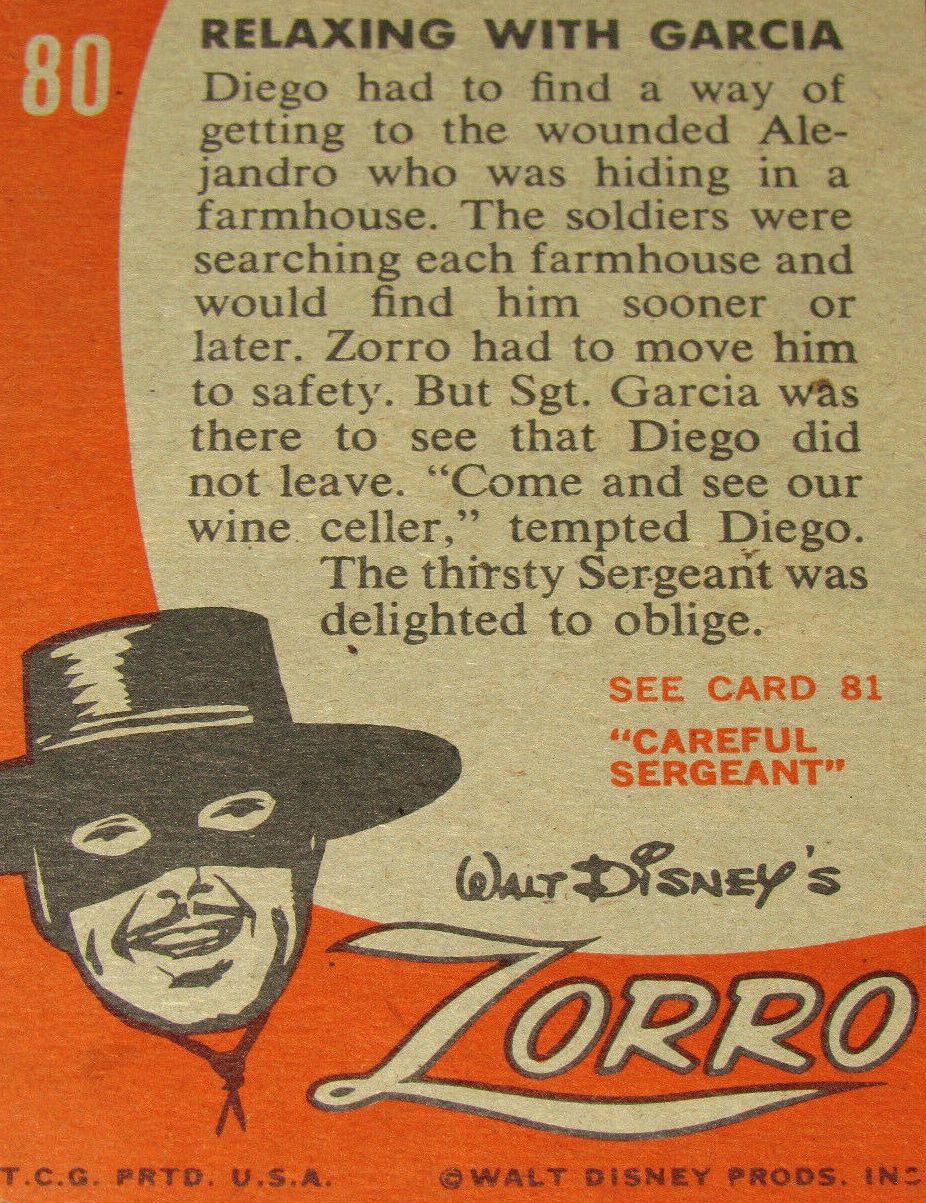 80
RELAXING WITH GARCIA
Diego had to find a way of
getting to the wounded Ale-
jandro who was hiding in a
farmhouse. The soldiers were
searching each farmhouse and
would find him sooner or
later. Zorro had to move him
to safety. But Sgt. Garcia was
there to see that Diego did
not leave. “Come and see our
wine celler,” tempted Diego.
The thirsty Sergeant was
delighted to oblige.
SEE CARD 81
“CAREFUL
SERGEANT”
WALT DISNEY'S
ZORRO
T.C.G. PRTD. U.S.A.
©WALT DISNEY PRODS. INC